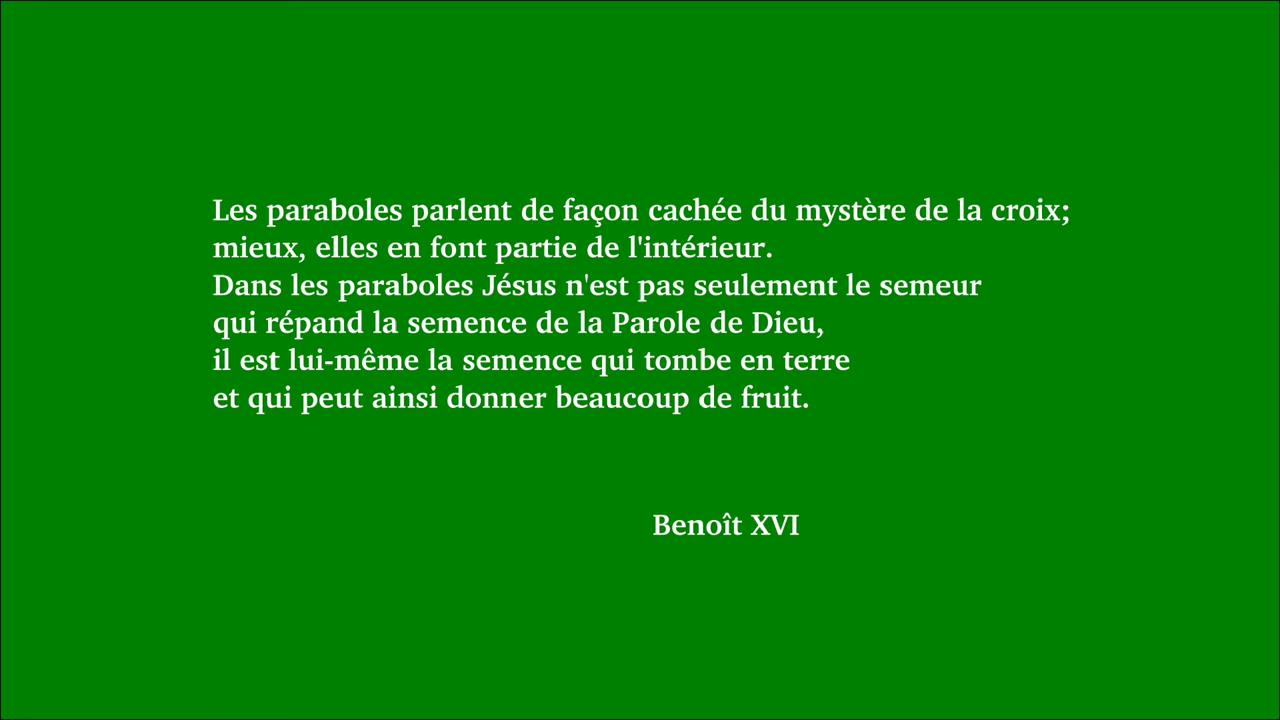 Les paraboles parlent de façon cachée du mystère de la croix;
mieux, elles en font partie de l'intérieur.
Dans les paraboles Jésus n'est pas seulement le semeur
qui répand la semence de la Parole de Dieu,
il est lui-même la semence qui tombe en terre
et qui peut ainsi donner beaucoup de fruit.
Benoît XVI